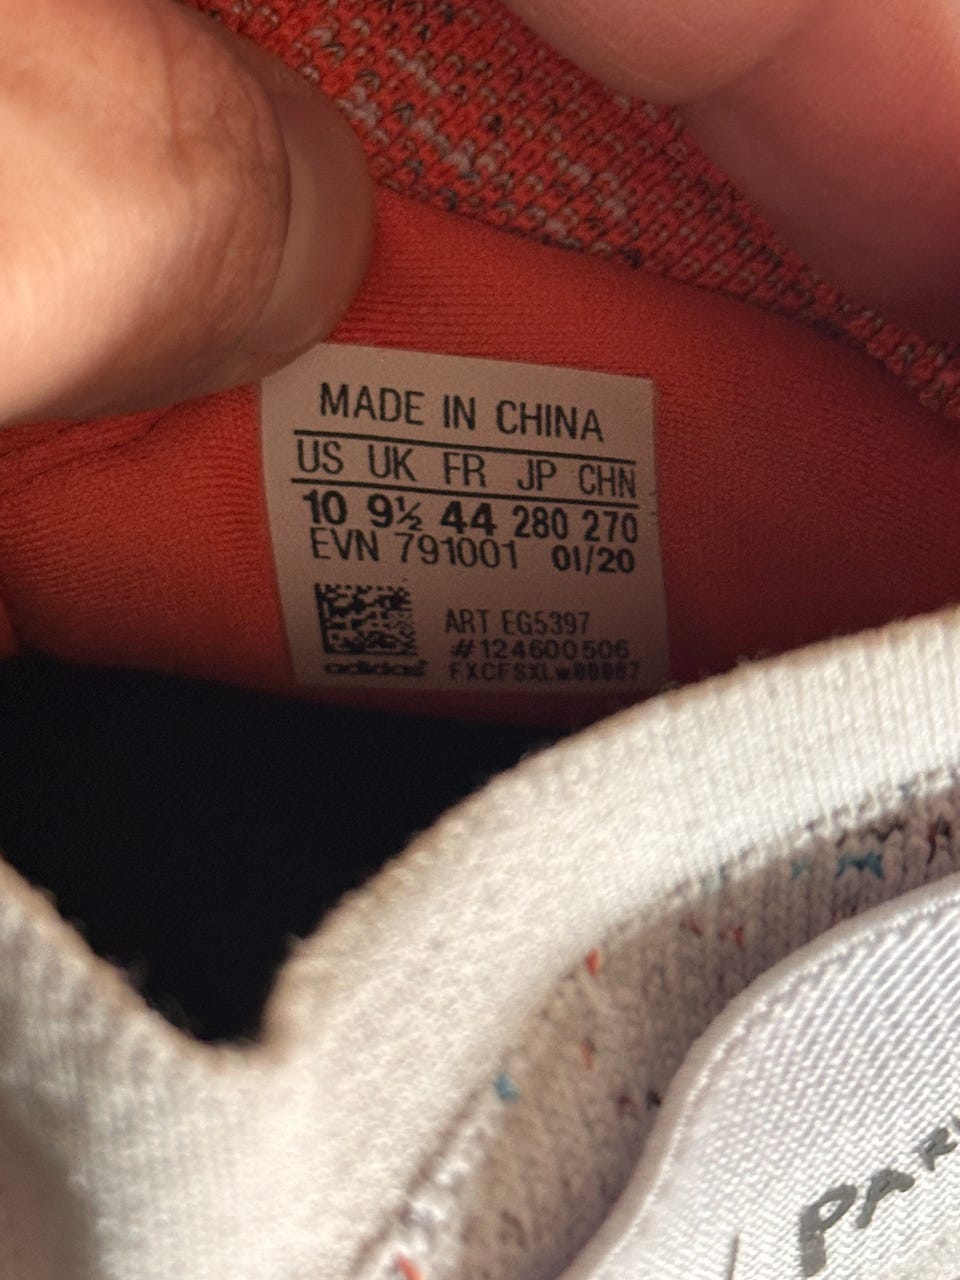 MADE IN CHINA
US UK FR JP CHN
10 9½ 44 280 270
EVN 791001 01/20
ART EG5397
#124600506
adidas